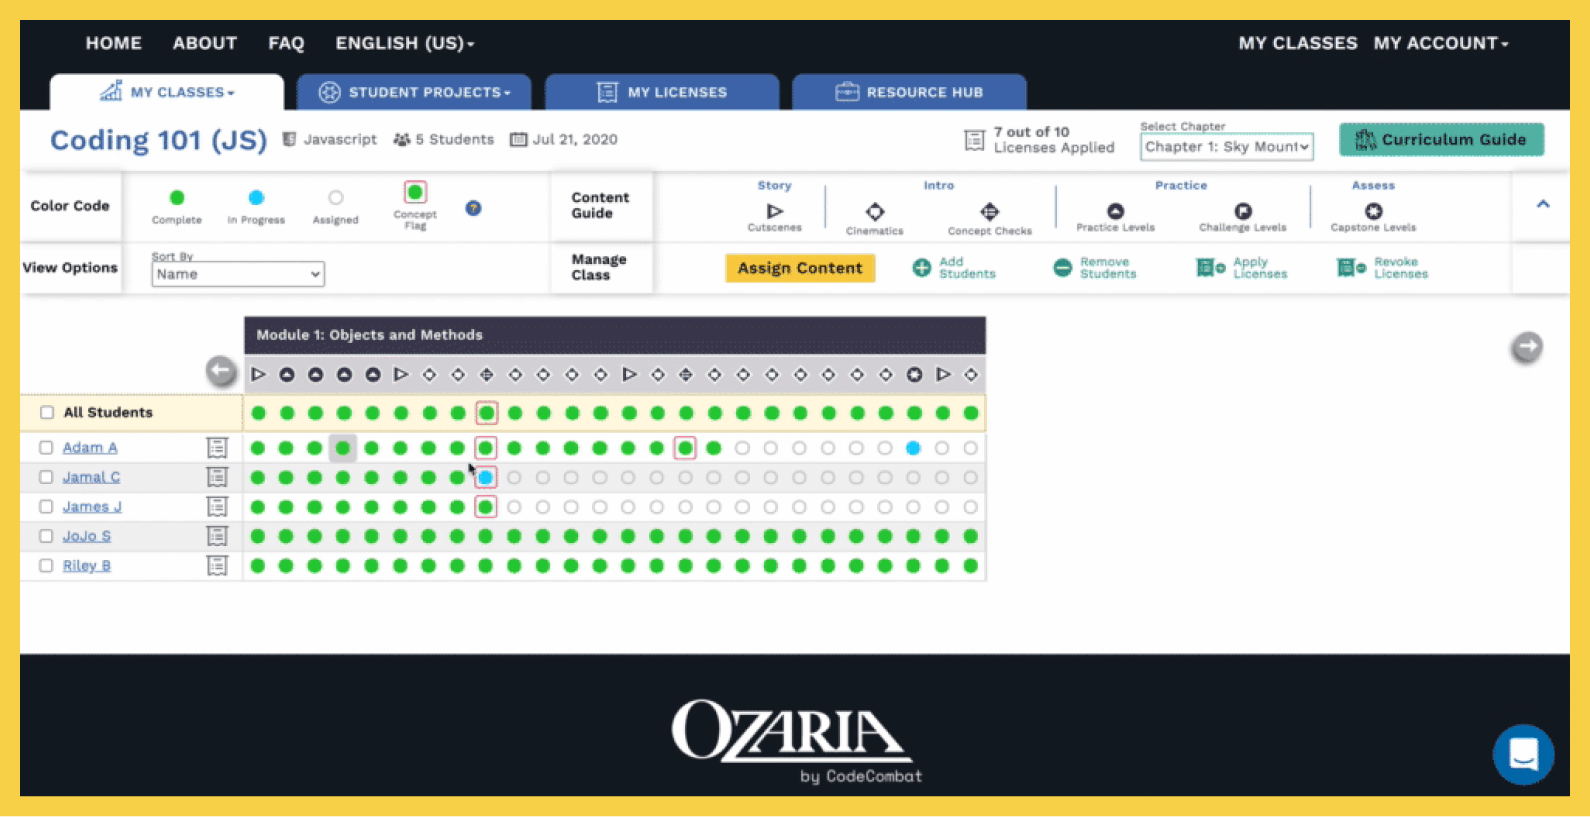 HOME ABOUT FAQ ENGLISH (US) MY CLASSES MY ACCOUNT
MY CLASSES STUDENT PROJECTS MY LICENSES RESOURCE HUB
Coding 101 (JS) Javascript 5 Students Jul 21, 2020
7 out of 10
Licenses Applied
Select Chapter
Chapter 1: Sky Mount
Curriculum Guide
Color Code
Complete In Progress Assigned Concept
Flag
?
Content
Guide
Story Intro Practice Assess
Cutscenes Cinematics Concept Checks Practice Levels Challenge Levels Capstone Levels
View Options
Sort By
Name
Manage
Class
Assign Content
Add
Students
Remove
Students
Apply
Licenses
Revoke
Licenses
Module 1: Objects and Methods
All Students
Adam A
Jamal C
James J
JoJo S
Riley B
OZARIA
by CodeCombat